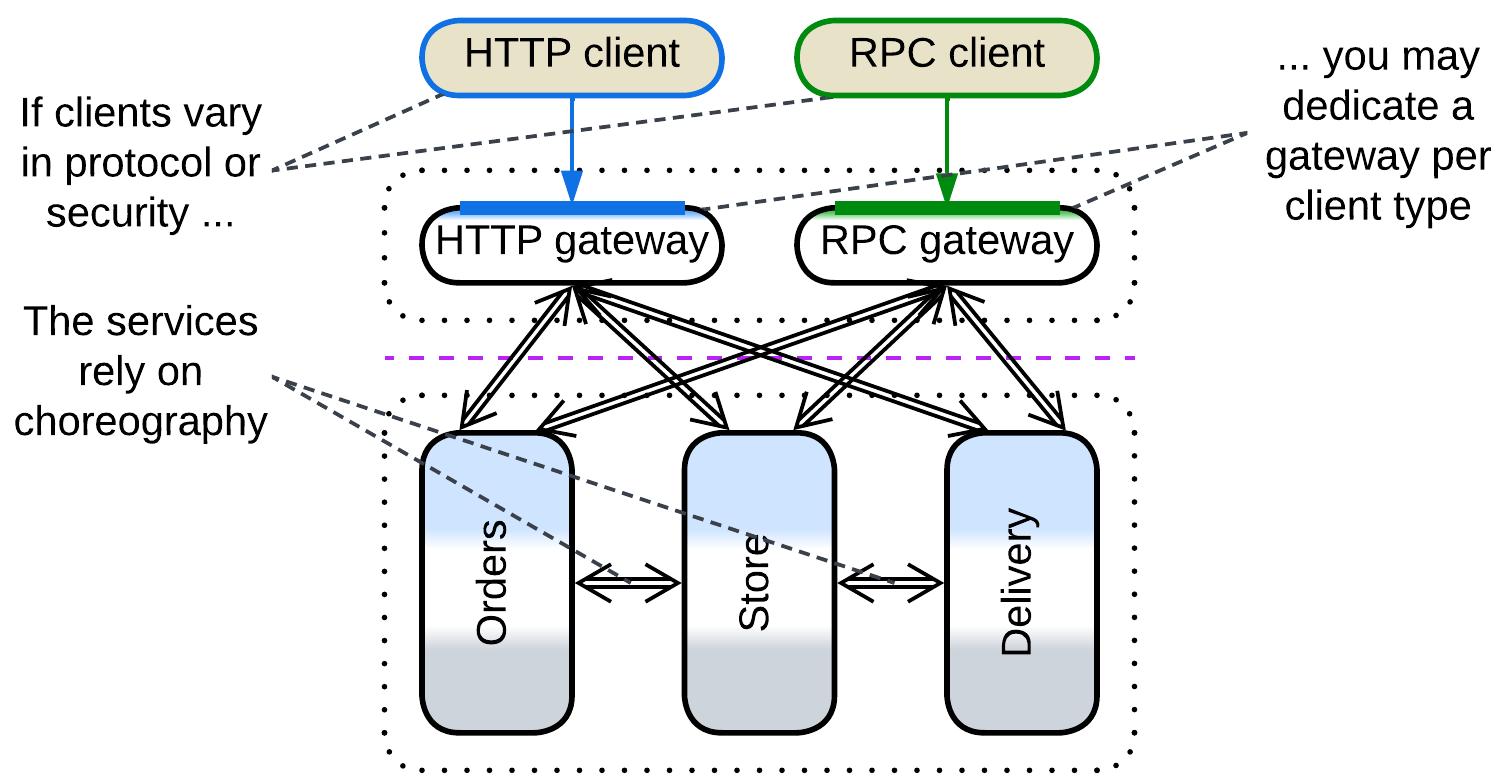 HTTP client
RPC client
If clients vary
in protocol or
security ...
... you may
dedicate a
gateway per
client type
HTTP gateway
RPC gateway
The services
rely on
choreography
Orders
Store
Delivery